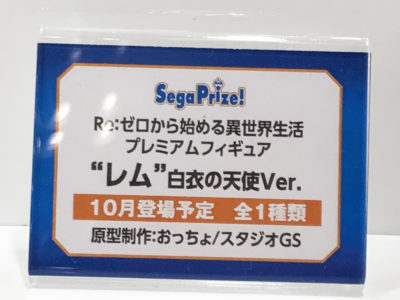 SegaPrize!
Re:ゼロから始める異世界生活
プレミアムフィギュア
“レム”白衣の天使Ver.
10月登場予定　全1種類
原型制作:おっちょ/スタジオGS